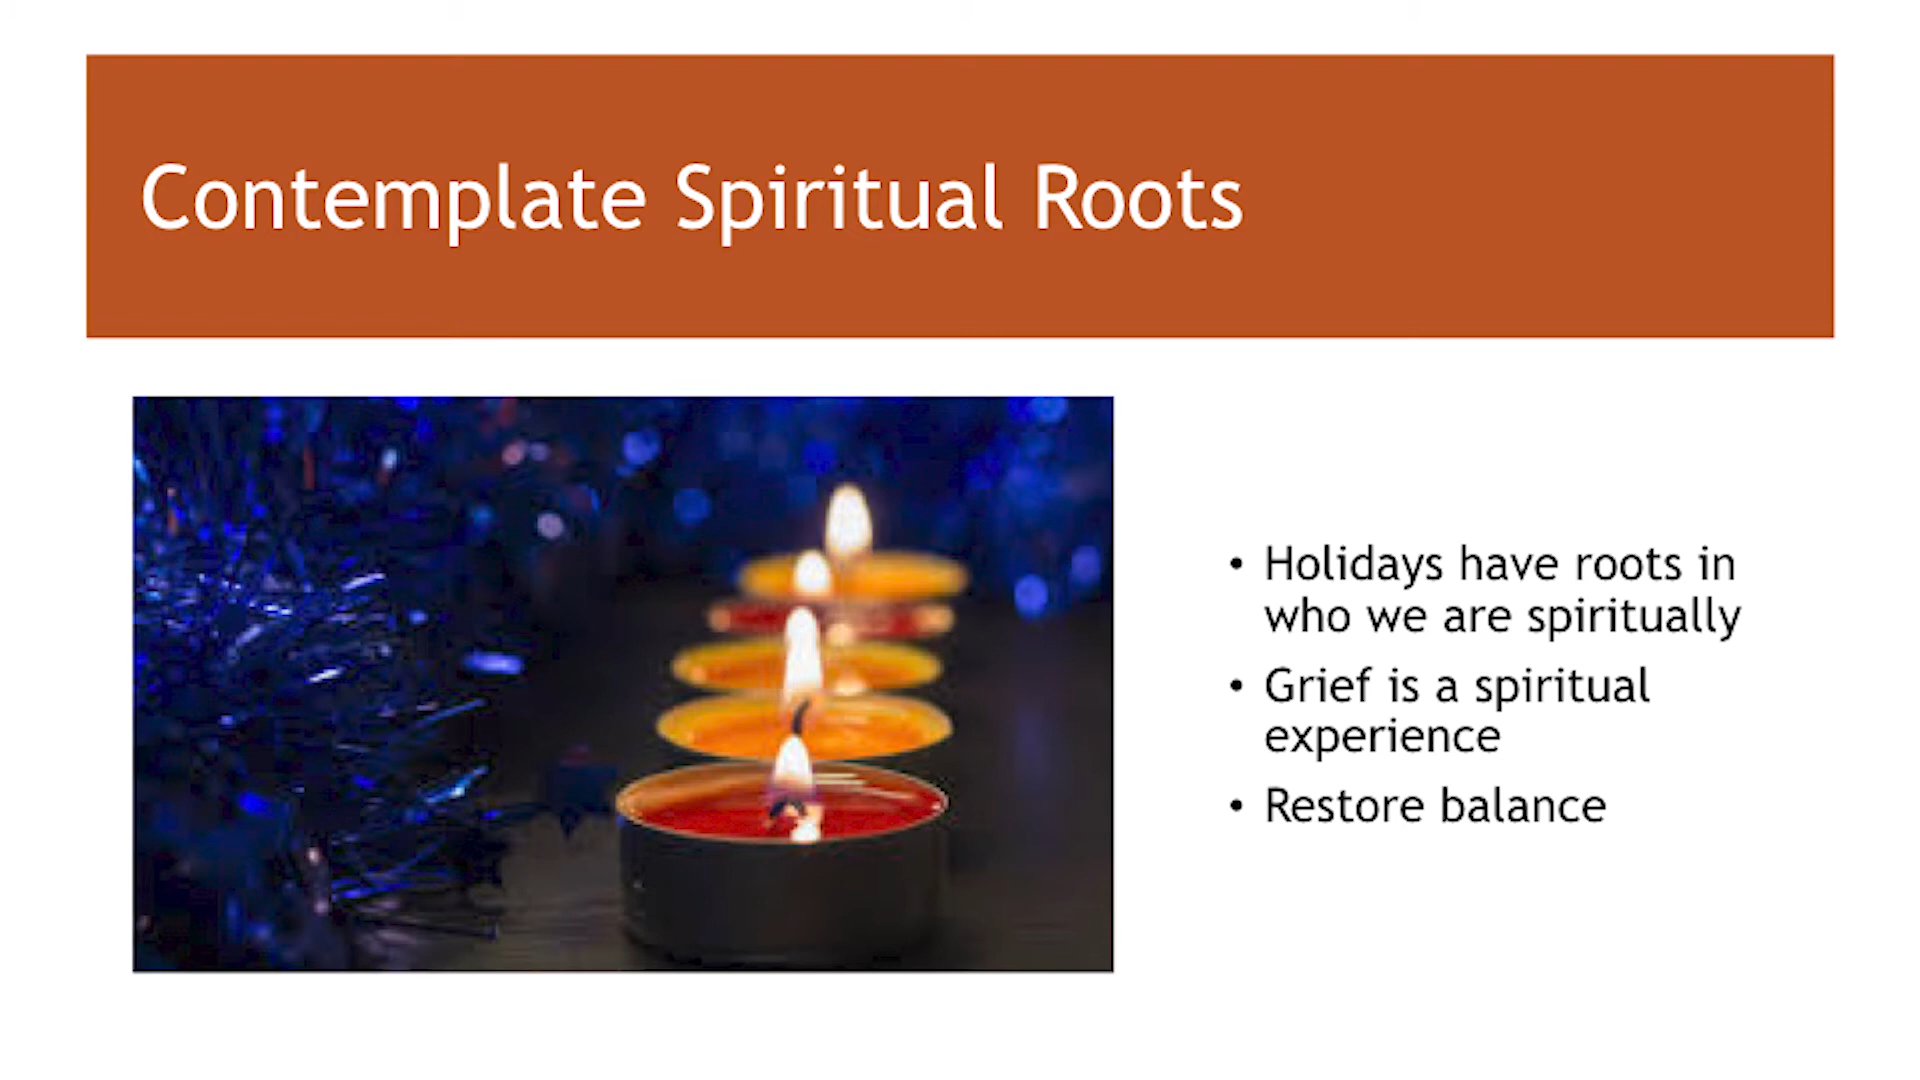 Contemplate Spiritual Roots
• Holidays have roots in
who we are spiritually
• Grief is a spiritual
experience
• Restore balance